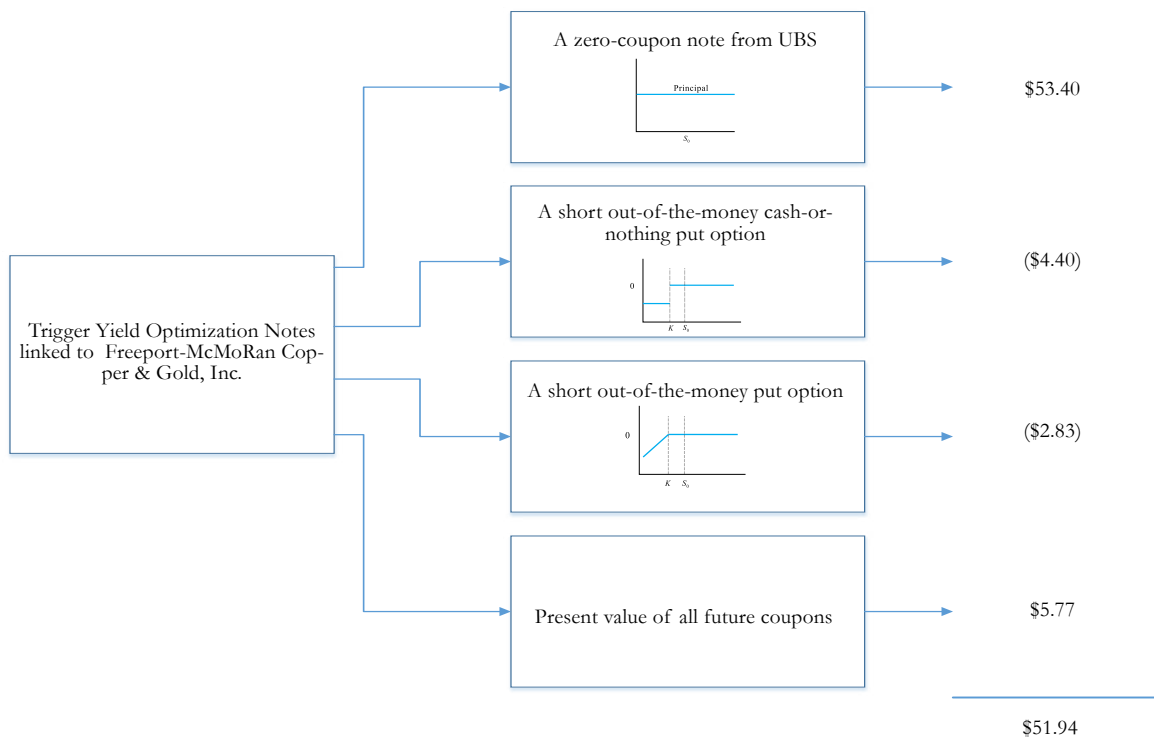 A zero-coupon note from UBS
Principal
S₀
$53.40
A short out-of-the-money cash-or-
nothing put option
0
K
S₀
($4.40)
Trigger Yield Optimization Notes
linked to Freeport-McMoRan Cop-
per & Gold, Inc.
A short out-of-the-money put option
0
K
S₀
($2.83)
Present value of all future coupons
$5.77
$51.94